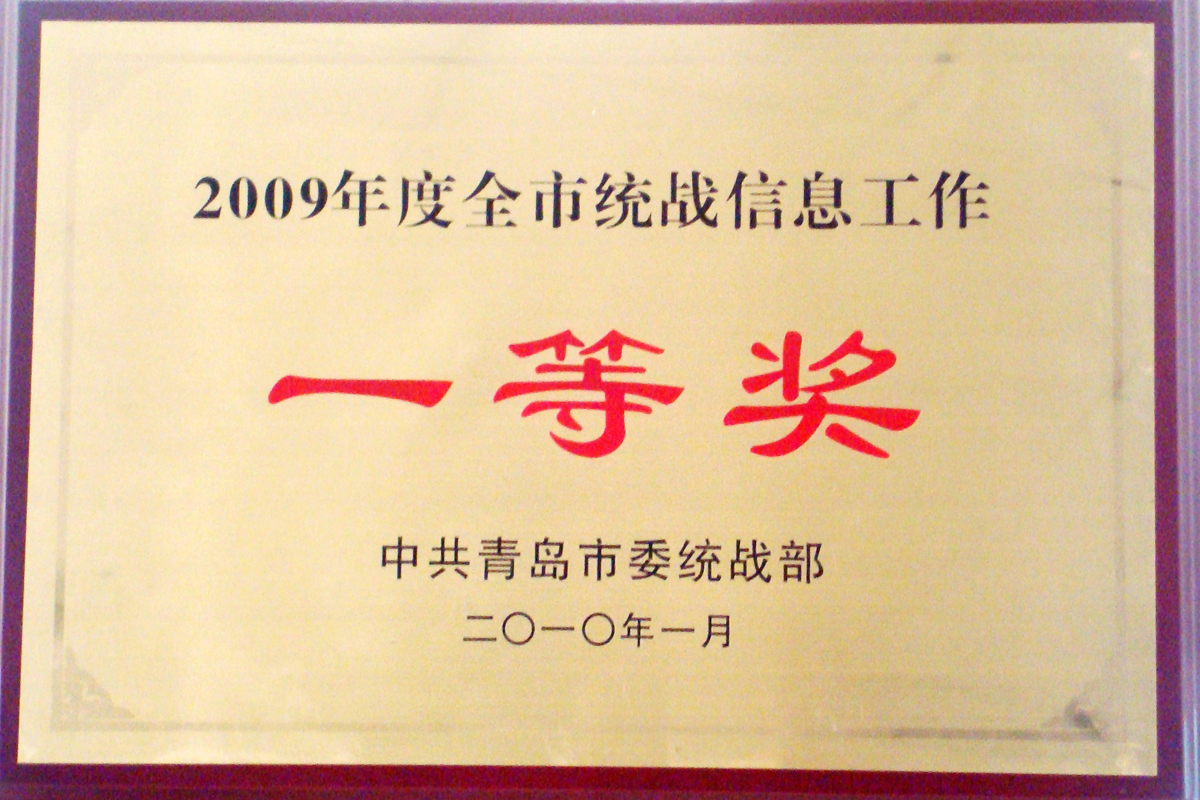 2009年度全市统战信息工作
一等奖
中共青岛市委统战部
二〇一〇年一月